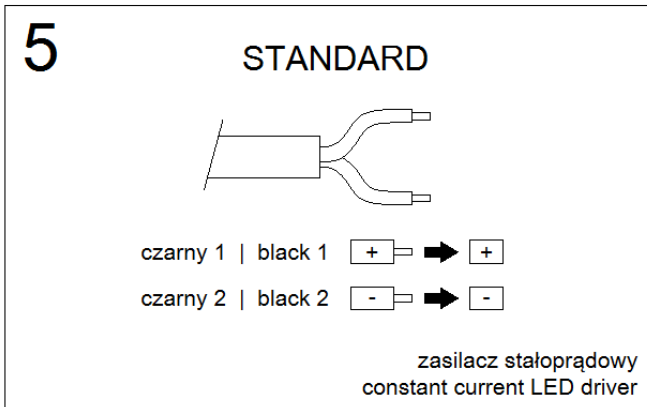 5
STANDARD
czarny 1 | black 1 + +
czarny 2 | black 2 - -
zasilacz stałoprądowy
constant current LED driver